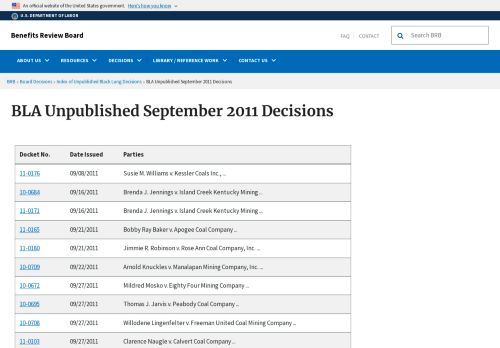 An official website of the United States government. Here's how you know
U.S. DEPARTMENT OF LABOR
Benefits Review Board
FAQ CONTACT
Search BRB
ABOUT US RESOURCES DECISIONS LIBRARY / REFERENCE WORK CONTACT US
BRB › Board Decisions › Index of Unpublished Black Lung Decisions › BLA Unpublished September 2011 Decisions
BLA Unpublished September 2011 Decisions
Docket No. Date Issued Parties
11-0176 09/08/2011 Susie M. Williams v. Kessler Coals Inc., ...
10-0684 09/16/2011 Brenda J. Jennings v. Island Creek Kentucky Mining ...
11-0171 09/16/2011 Brenda J. Jennings v. Island Creek Kentucky Mining ...
11-0165 09/21/2011 Bobby Ray Baker v. Apogee Coal Company ...
11-0160 09/21/2011 Jimmie R. Robinson v. Rose Ann Coal Company, Inc. ...
10-0709 09/22/2011 Arnold Knuckles v. Manalapan Mining Company, Inc. ...
10-0672 09/27/2011 Mildred Mosko v. Eighty Four Mining Company ...
10-0695 09/27/2011 Thomas J. Jarvis v. Peabody Coal Company ...
10-0708 09/27/2011 Willodene Lingenfelter v. Freeman United Coal Mining Company ...
11-0103 09/27/2011 Clarence Naugle v. Calvert Coal Company ...